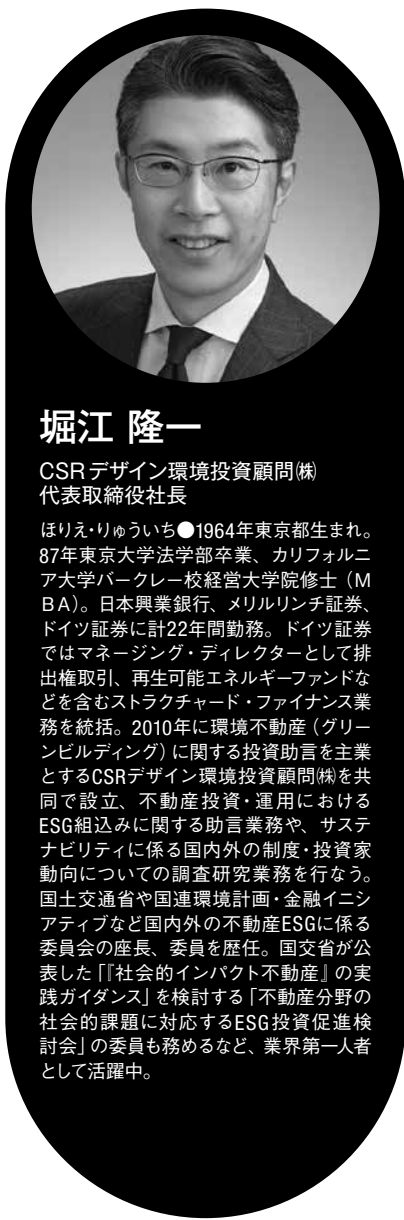 堀江 隆一
CSRデザイン環境投資顧問㈱
代表取締役社長
ほりえ・りゅういち●1964年東京都生まれ。
87年東京大学法学部卒業、カリフォルニ
ア大学バークレー校経営大学院修士（M
BA）。日本興業銀行、メリルリンチ証券、
ドイツ証券に計22年間勤務。ドイツ証券
ではマネージング・ディレクターとして排
出権取引、再生可能エネルギーファンドな
どを含むストラクチャード・ファイナンス業
務を統括。2010年に環境不動産（グリー
ンビルディング）に関する投資助言を主業
とするCSRデザイン環境投資顧問㈱を共
同で設立、不動産投資・運用における
ESG組込みに関する助言業務や、サステ
ナビリティに係る国内外の制度・投資家
動向についての調査研究業務を行なう。
国土交通省や国連環境計画・金融イニシ
アティブなど国内外の不動産ESGに係る
委員会の座長、委員を歴任。国交省が公
表した「『社会的インパクト不動産』の実
践ガイダンス」を検討する「不動産分野の
社会的課題に対応するESG投資促進検
討会」の委員も務めるなど、業界第一人者
として活躍中。